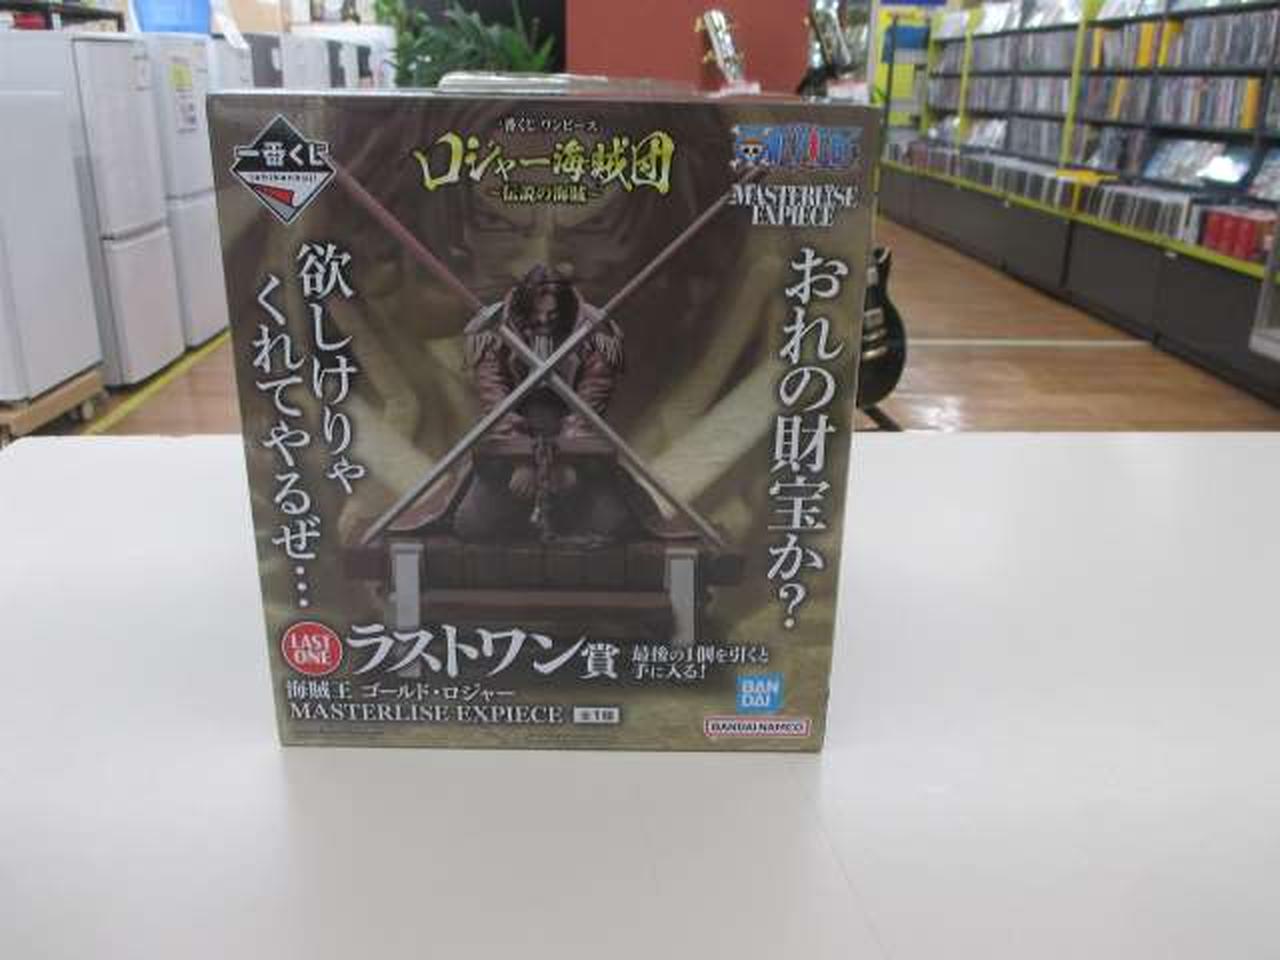 一番くじ
ichibankuji
一番くじ ワンピース
ロジャー海賊団
~伝説の海賊~
ONE PIECE
MASTERLISE
EXPIECE
おれの財宝か?
欲しけりゃ
くれてやるぜ…
LAST
ONE
ラストワン賞
最後の1個を引くと
手に入る!
海賊王 ゴールド・ロジャー
MASTERLISE EXPIECE 全1種
BAN
DAI
BANDAI NAMCO